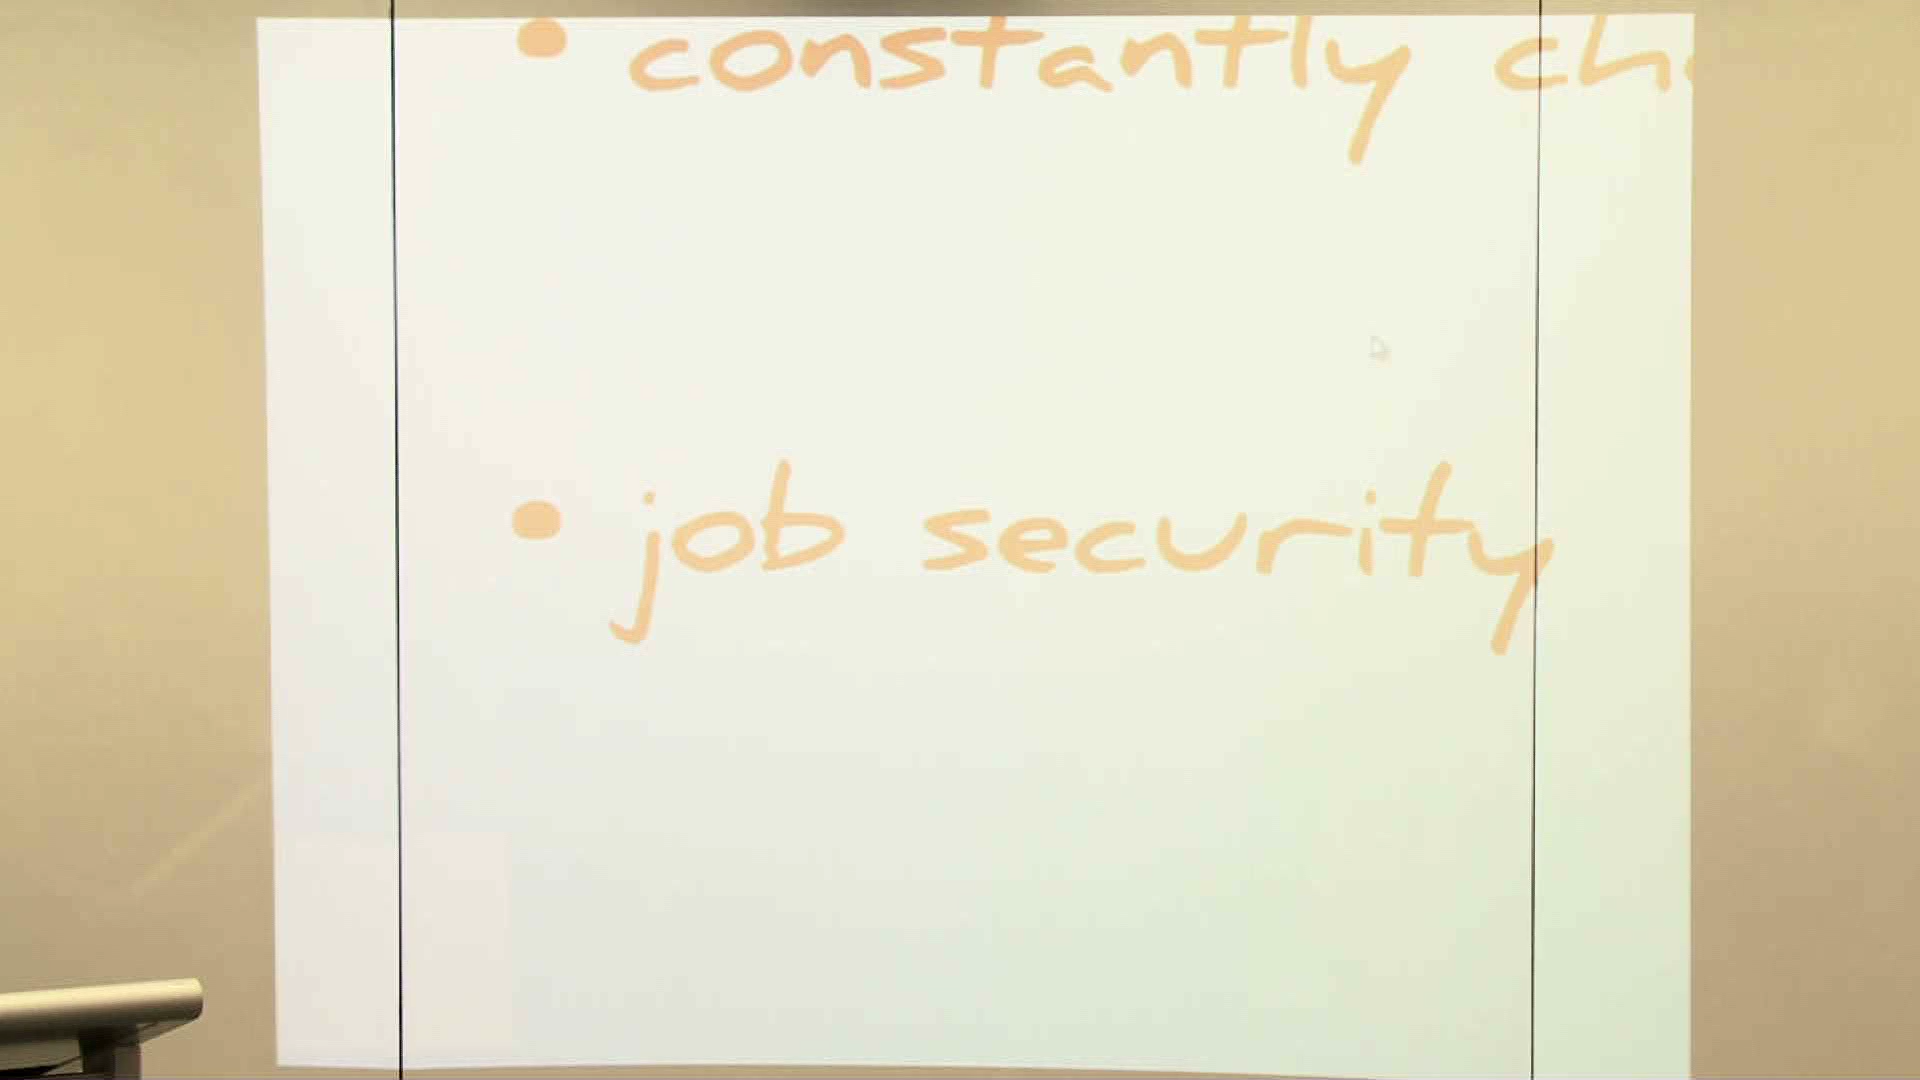 • constantly
• job security